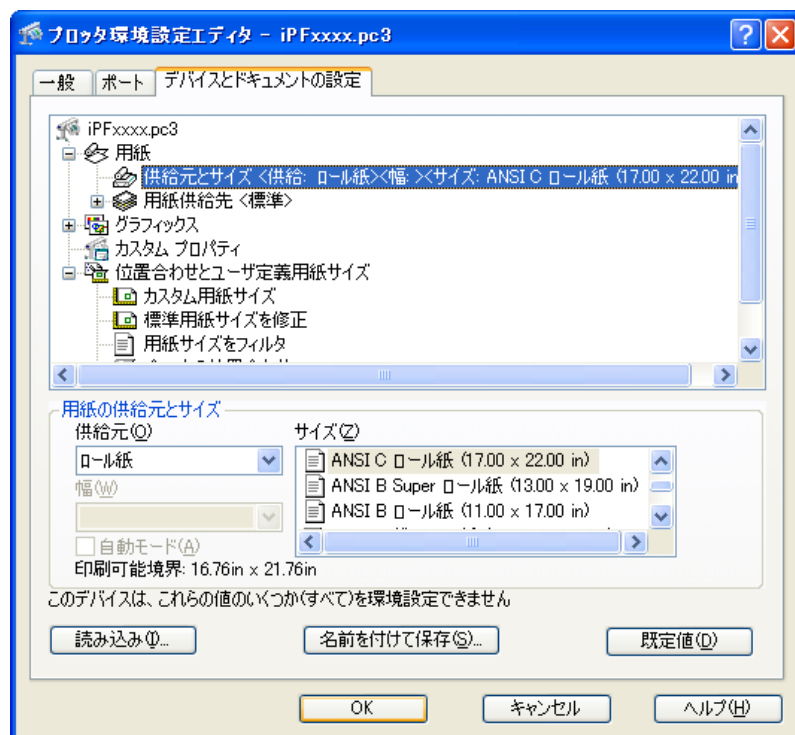 プロッタ環境設定エディタ - iPFxxxx.pc3
一般 ポート デバイスとドキュメントの設定
iPFxxxx.pc3
用紙
供給元とサイズ <供給: ロール紙><幅: ><サイズ: ANSI C ロール紙 (17.00 x 22.00 in
用紙供給先 <標準>
グラフィックス
カスタム プロパティ
位置合わせとユーザ定義用紙サイズ
カスタム用紙サイズ
標準用紙サイズを修正
用紙サイズをフィルタ
用紙の供給元とサイズ
供給元(O) サイズ(Z)
ロール紙
ANSI C ロール紙 (17.00 x 22.00 in)
幅(W)
ANSI B Super ロール紙 (13.00 x 19.00 in)
ANSI B ロール紙 (11.00 x 17.00 in)
自動モード(A)
印刷可能境界: 16.76in x 21.76in
このデバイスは、これらの値のいくつか(すべて)を環境設定できません
読み込み(I)... 名前を付けて保存(S)... 既定値(D)
OK キャンセル ヘルプ(H)